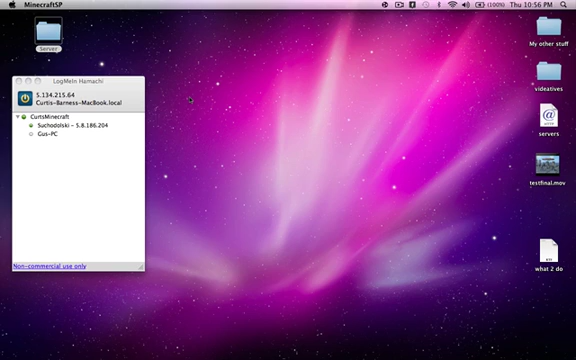 MinecraftSP
(100%)
Thu 10:56 PM
Server
My other stuff
LogMeIn Hamachi
5.134.215.64
Curtis-Barness-MacBook.local
CurtsMinecraft
Suchodolski - 5.8.186.204
Gus-PC
Non-commercial use only
videatives
servers
testfinal.mov
what 2 do